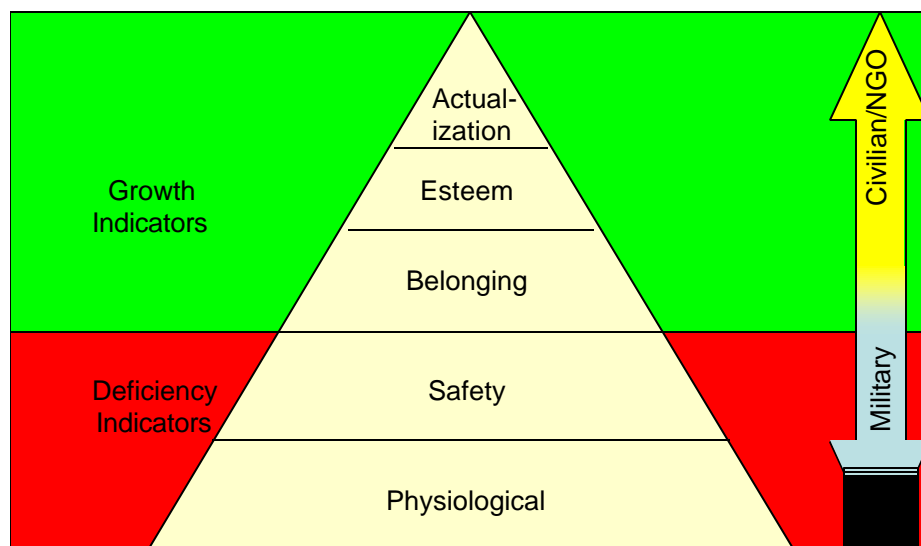 Actual-
ization
Esteem
Growth
Indicators
Belonging
Deficiency
Indicators
Safety
Physiological
Civilian/NGO
Military